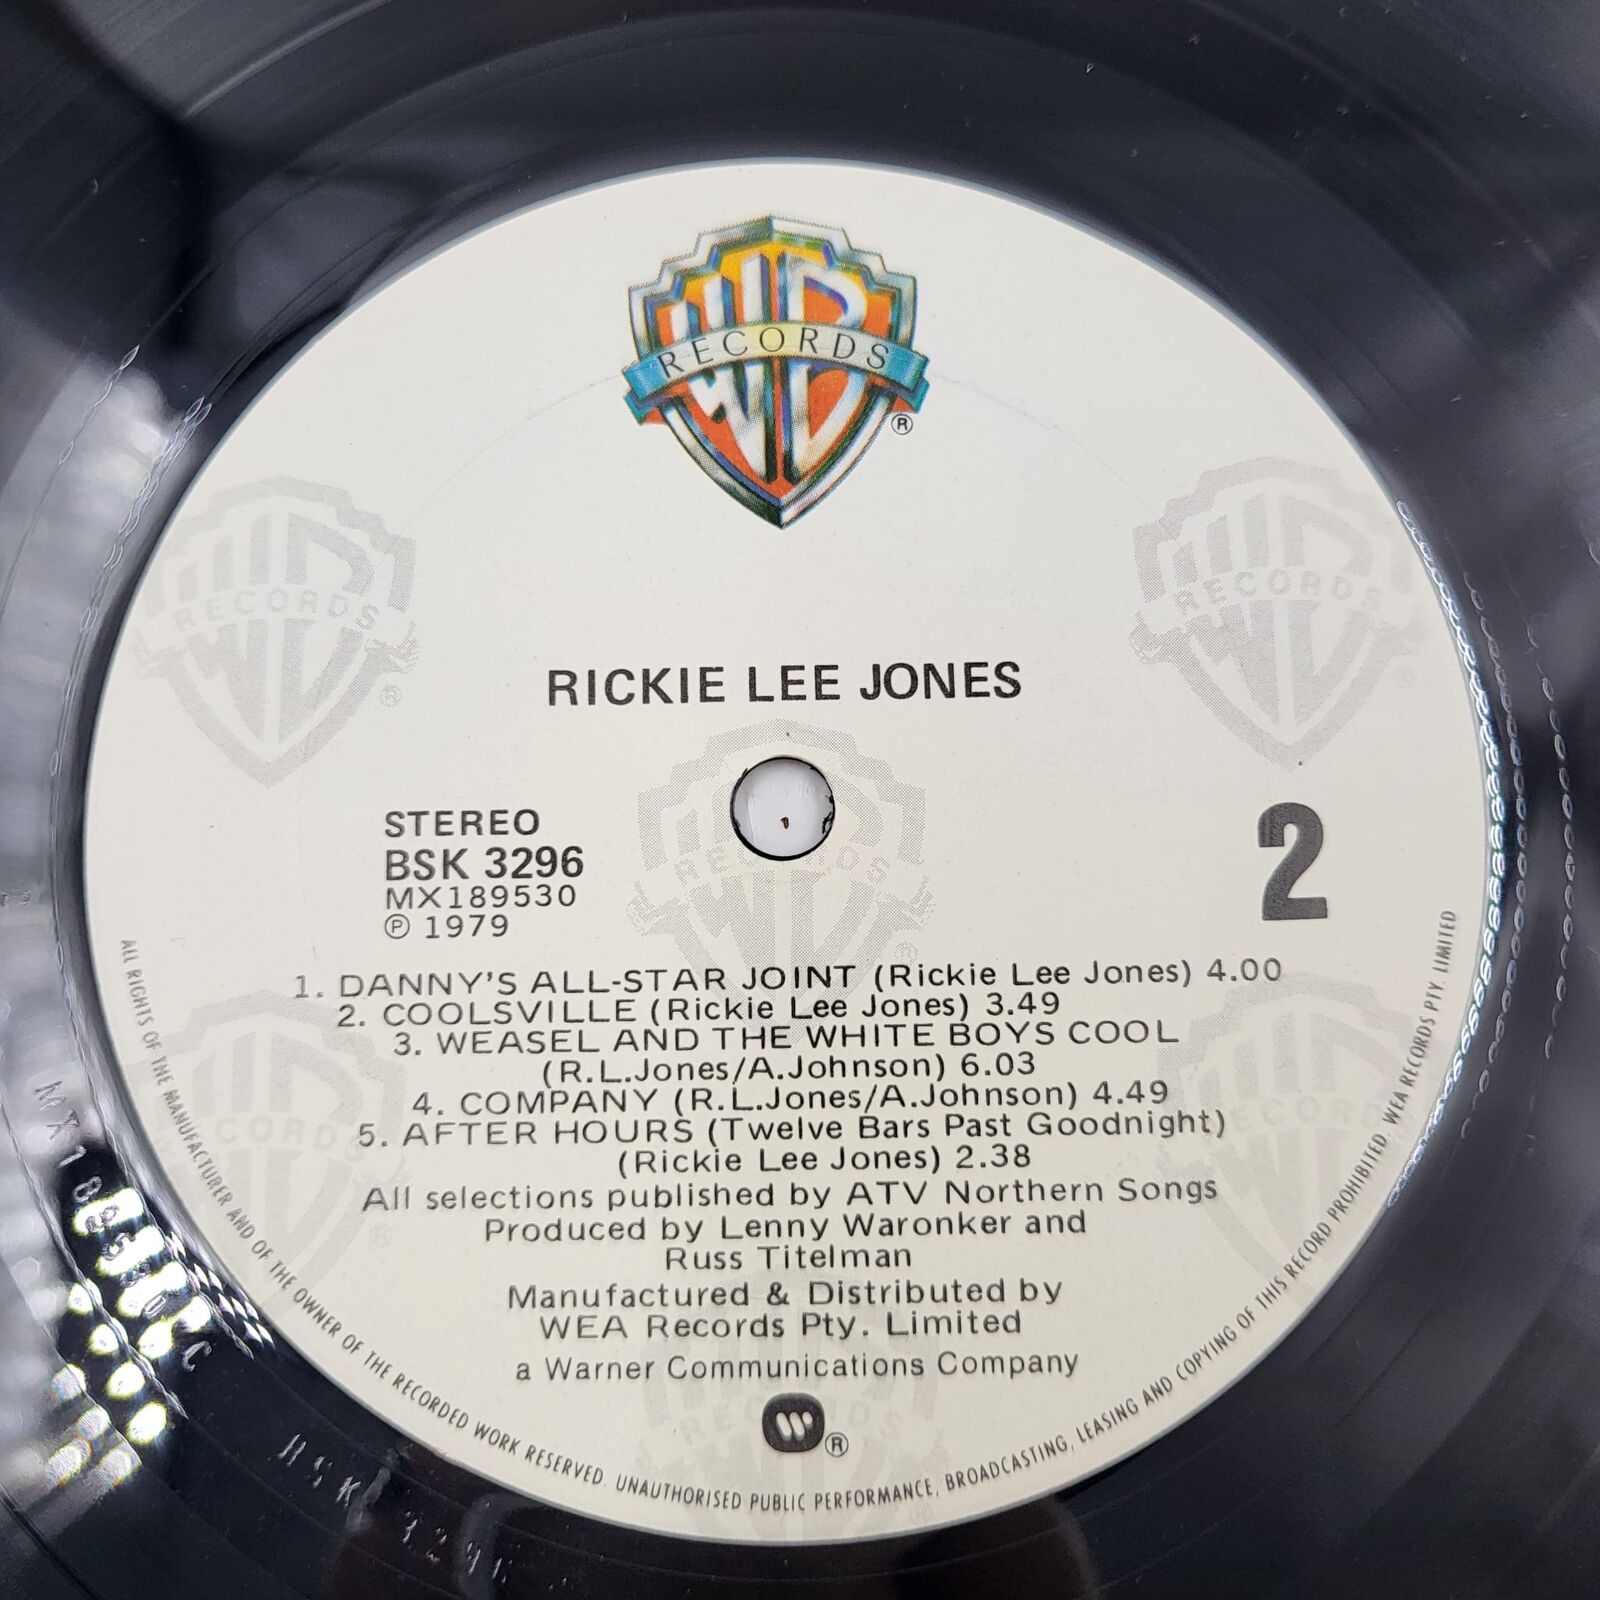 WB
RECORDS
®
RICKIE LEE JONES
STEREO
BSK 3296
MX189530
℗ 1979
2
1. DANNY'S ALL-STAR JOINT (Rickie Lee Jones) 4.00
2. COOLSVILLE (Rickie Lee Jones) 3.49
3. WEASEL AND THE WHITE BOYS COOL
(R.L.Jones/A.Johnson) 6.03
4. COMPANY (R.L.Jones/A.Johnson) 4.49
5. AFTER HOURS (Twelve Bars Past Goodnight)
(Rickie Lee Jones) 2.38
All selections published by ATV Northern Songs
Produced by Lenny Waronker and
Russ Titelman
Manufactured & Distributed by
WEA Records Pty. Limited
a Warner Communications Company
W®
ALL RIGHTS OF THE MANUFACTURER AND OF THE OWNER OF THE RECORDED WORK RESERVED. UNAUTHORISED PUBLIC PERFORMANCE, BROADCASTING, LEASING AND COPYING OF THIS RECORD PROHIBITED. WEA RECORDS PTY. LIMITED
BSK 3296